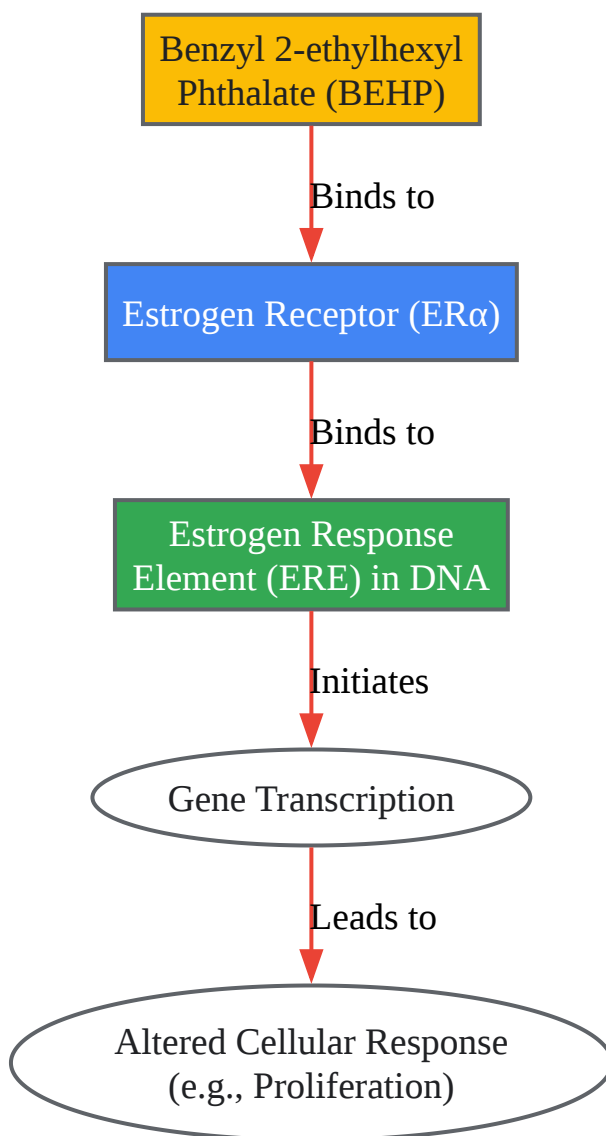 Benzyl 2-ethylhexyl
Phthalate (BEHP)
Binds to
Estrogen Receptor (ERα)
Binds to
Estrogen Response
Element (ERE) in DNA
Initiates
Gene Transcription
Leads to
Altered Cellular Response
(e.g., Proliferation)